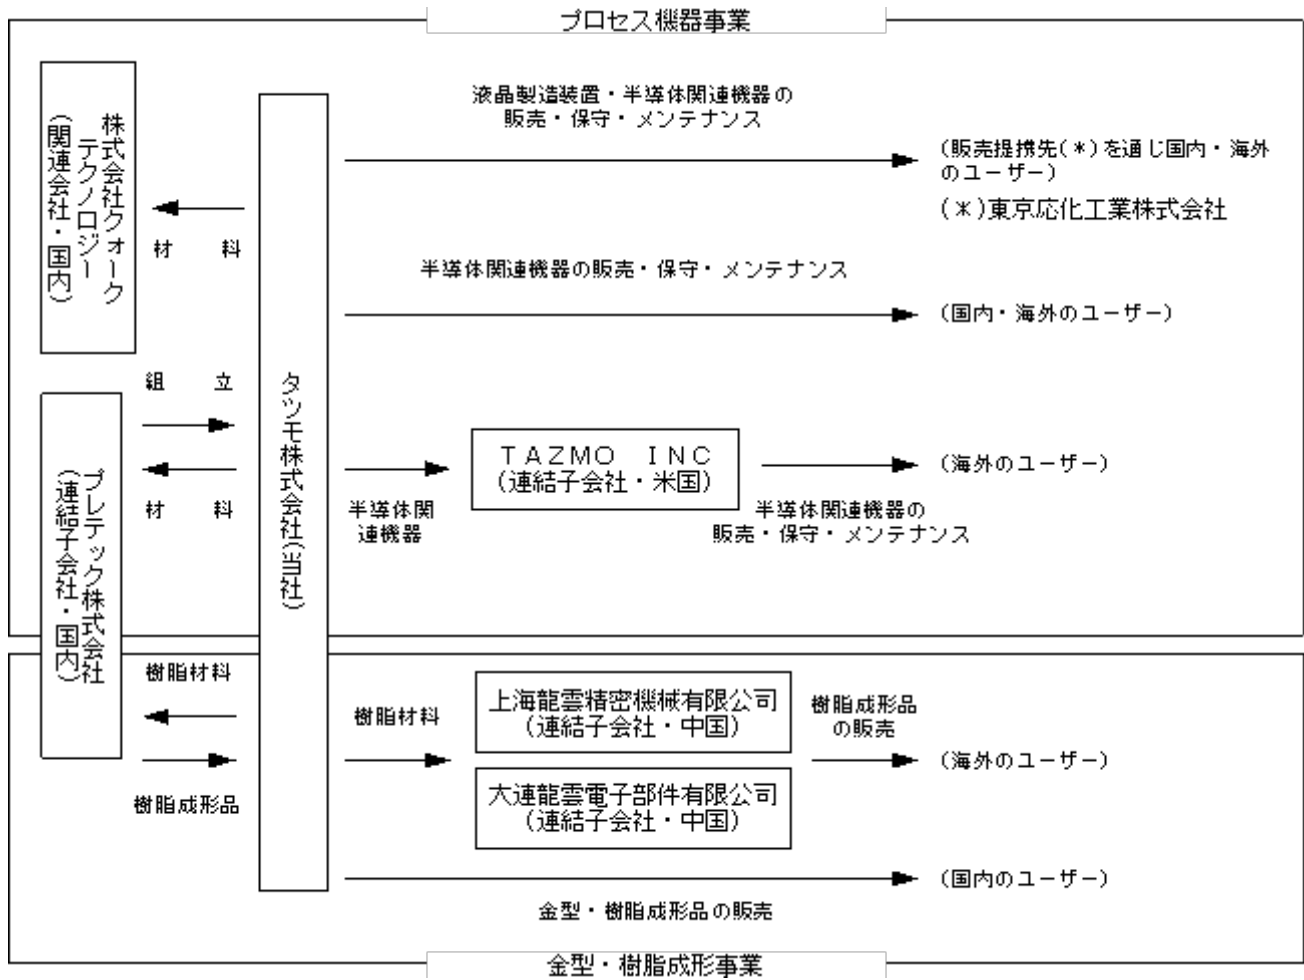 プロセス機器事業
株式会社クォーク
テクノロジー
(関連会社・国内)
材　料
液晶製造装置・半導体関連機器の
販売・保守・メンテナンス
(販売提携先(*)を通じ国内・海外
のユーザー)
(*)東京応化工業株式会社
半導体関連機器の販売・保守・メンテナンス
(国内・海外のユーザー)
タツモ株式会社(当社)
プレテック株式会社
(連結子会社・国内)
組　立
材　料
半導体関
連機器
ＴＡＺＭＯ　ＩＮＣ
(連結子会社・米国)
半導体関連機器の
販売・保守・メンテナンス
(海外のユーザー)
樹脂材料
樹脂成形品
樹脂材料
上海龍雲精密機械有限公司
(連結子会社・中国)
大連龍雲電子部件有限公司
(連結子会社・中国)
樹脂成形品
の販売
(海外のユーザー)
(国内のユーザー)
金型・樹脂成形品の販売
金型・樹脂成形事業